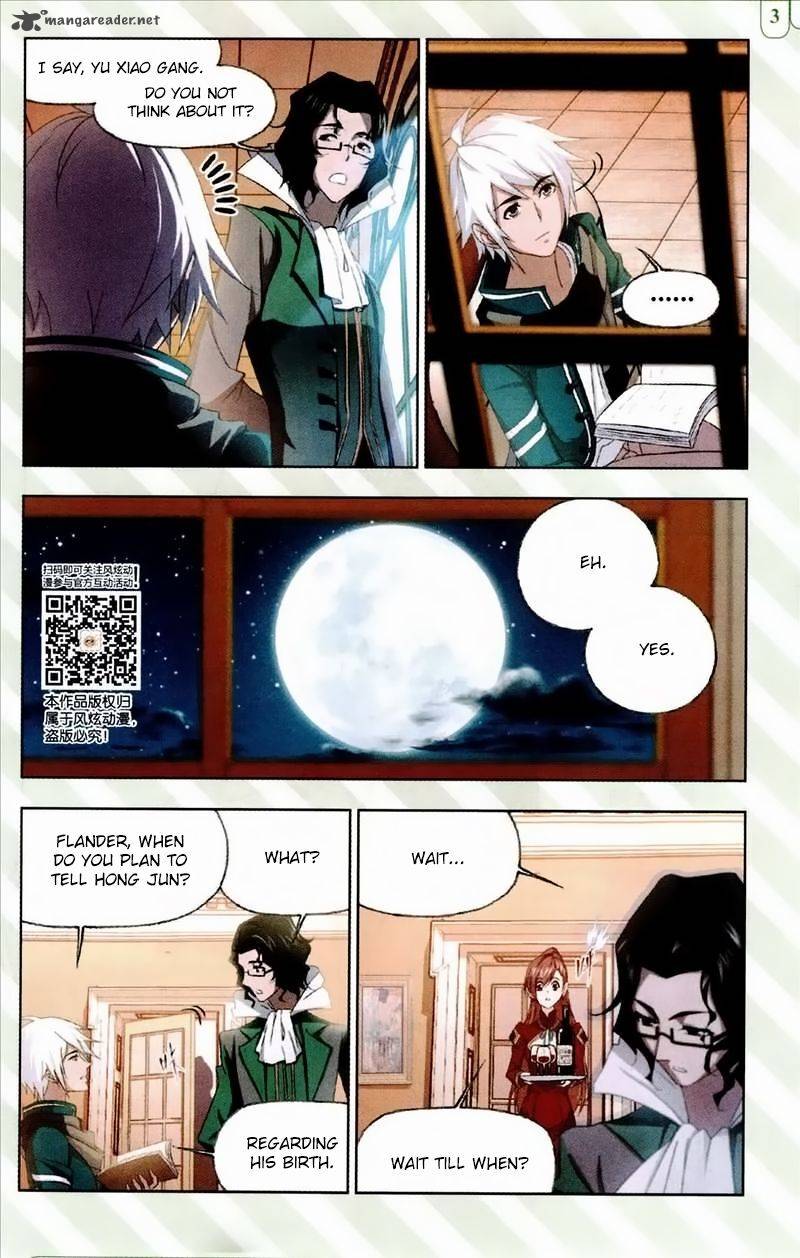 mangareader.net
3
I SAY, YU XIAO GANG.
DO YOU NOT
THINK ABOUT IT?
......
扫码即可关注风炫动
漫参与官方互动活动!
本作品版权归
属于风炫动漫,
盗版必究!
EH.
YES.
FLANDER, WHEN
DO YOU PLAN TO
TELL HONG JUN?
WHAT?
REGARDING
HIS BIRTH.
WAIT...
WAIT TILL WHEN?